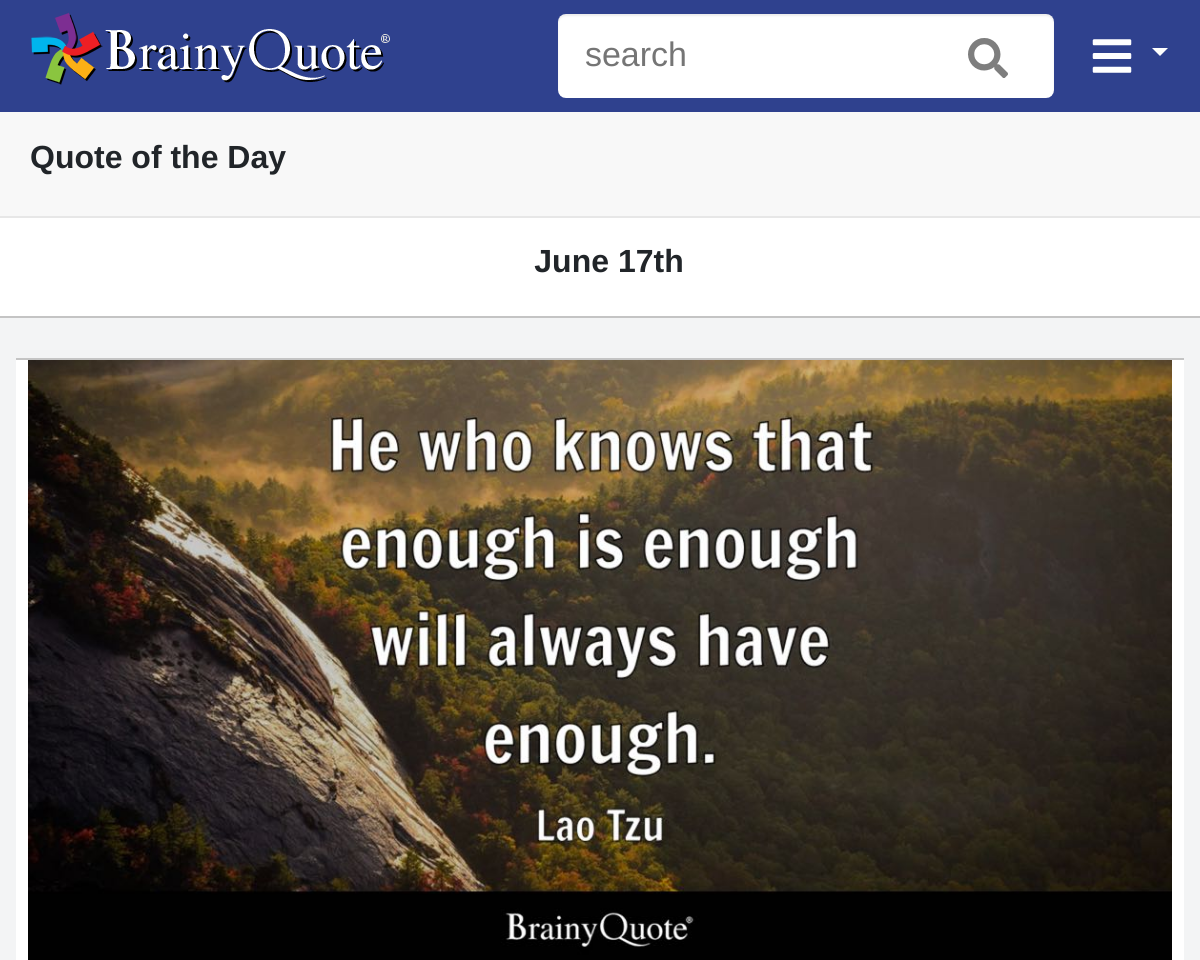 BrainyQuote®
search
Quote of the Day
June 17th
He who knows that
enough is enough
will always have
enough.
Lao Tzu
BrainyQuote®